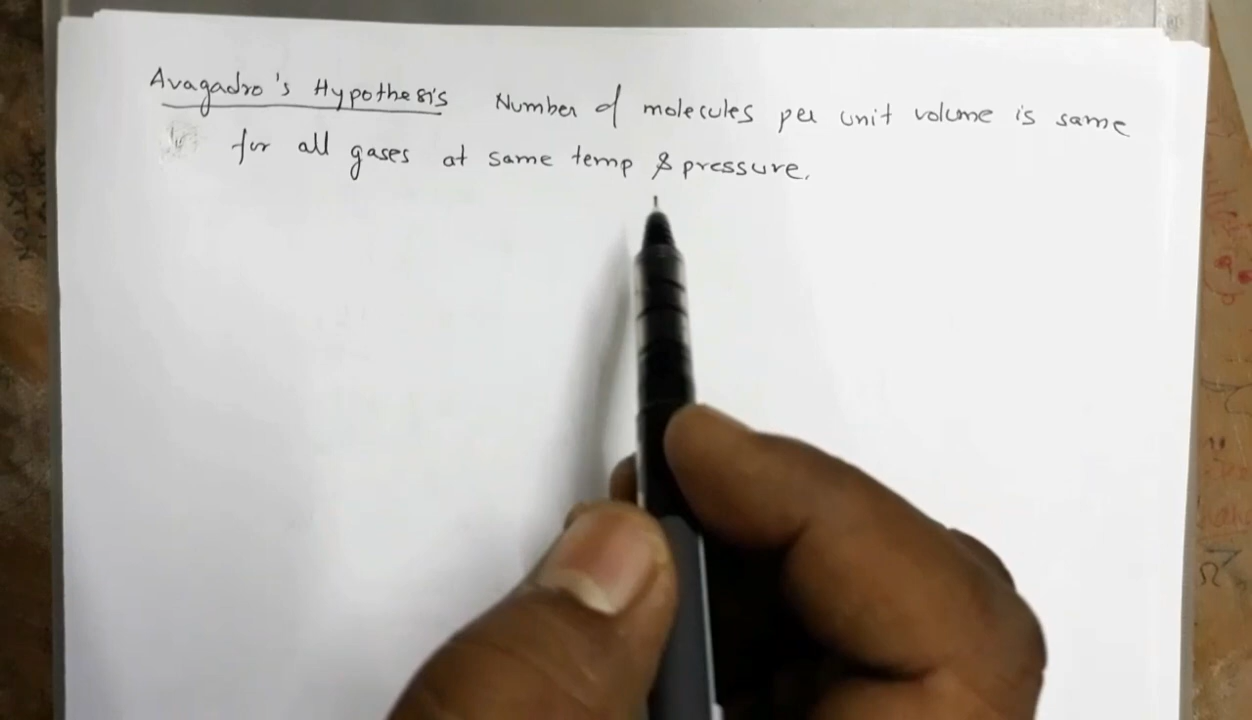 Avagadro's Hypothesis Number of molecules per unit volume is same
for all gases at same temp & pressure.